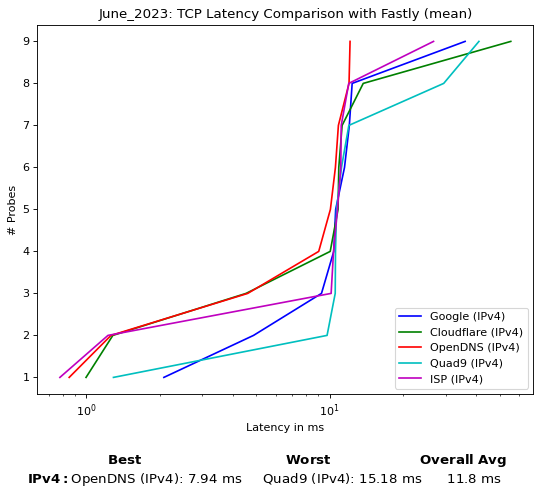 June_2023: TCP Latency Comparison with Fastly (mean)
9
8
7
6
5
4
3
2
1
# Probes
Google (IPv4)
Cloudflare (IPv4)
OpenDNS (IPv4)
Quad9 (IPv4)
ISP (IPv4)
10⁰ 10¹
Latency in ms
Best Worst Overall Avg
IPv4: OpenDNS (IPv4): 7.94 ms Quad9 (IPv4): 15.18 ms 11.8 ms